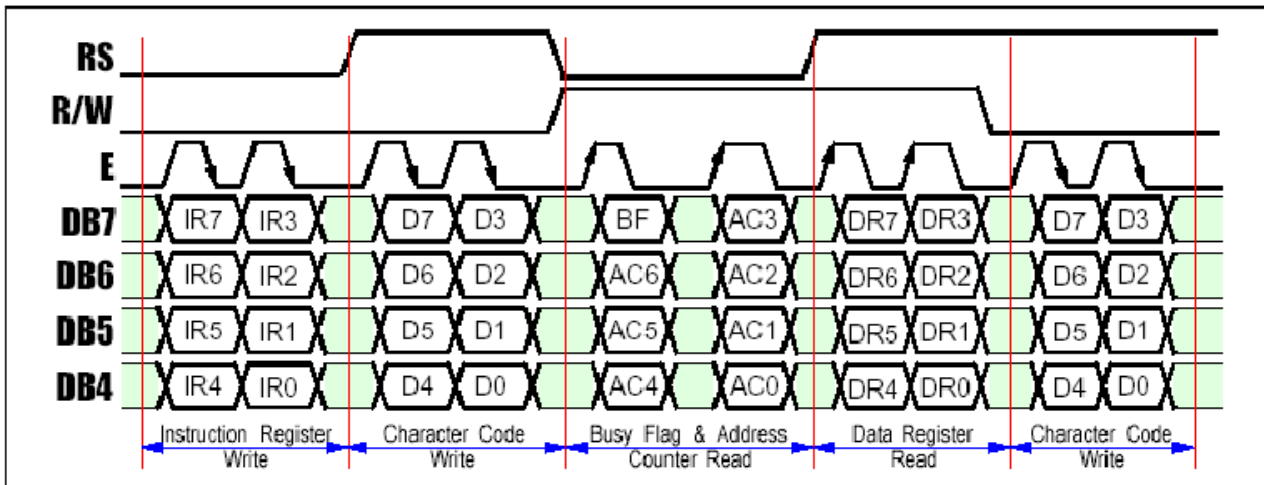 RS
R/W
E
DB7 IR7 IR3 D7 D3 BF AC3 DR7 DR3 D7 D3
DB6 IR6 IR2 D6 D2 AC6 AC2 DR6 DR2 D6 D2
DB5 IR5 IR1 D5 D1 AC5 AC1 DR5 DR1 D5 D1
DB4 IR4 IR0 D4 D0 AC4 AC0 DR4 DR0 D4 D0
Instruction Register Character Code Busy Flag & Address Data Register Character Code
Write Write Counter Read Read Write